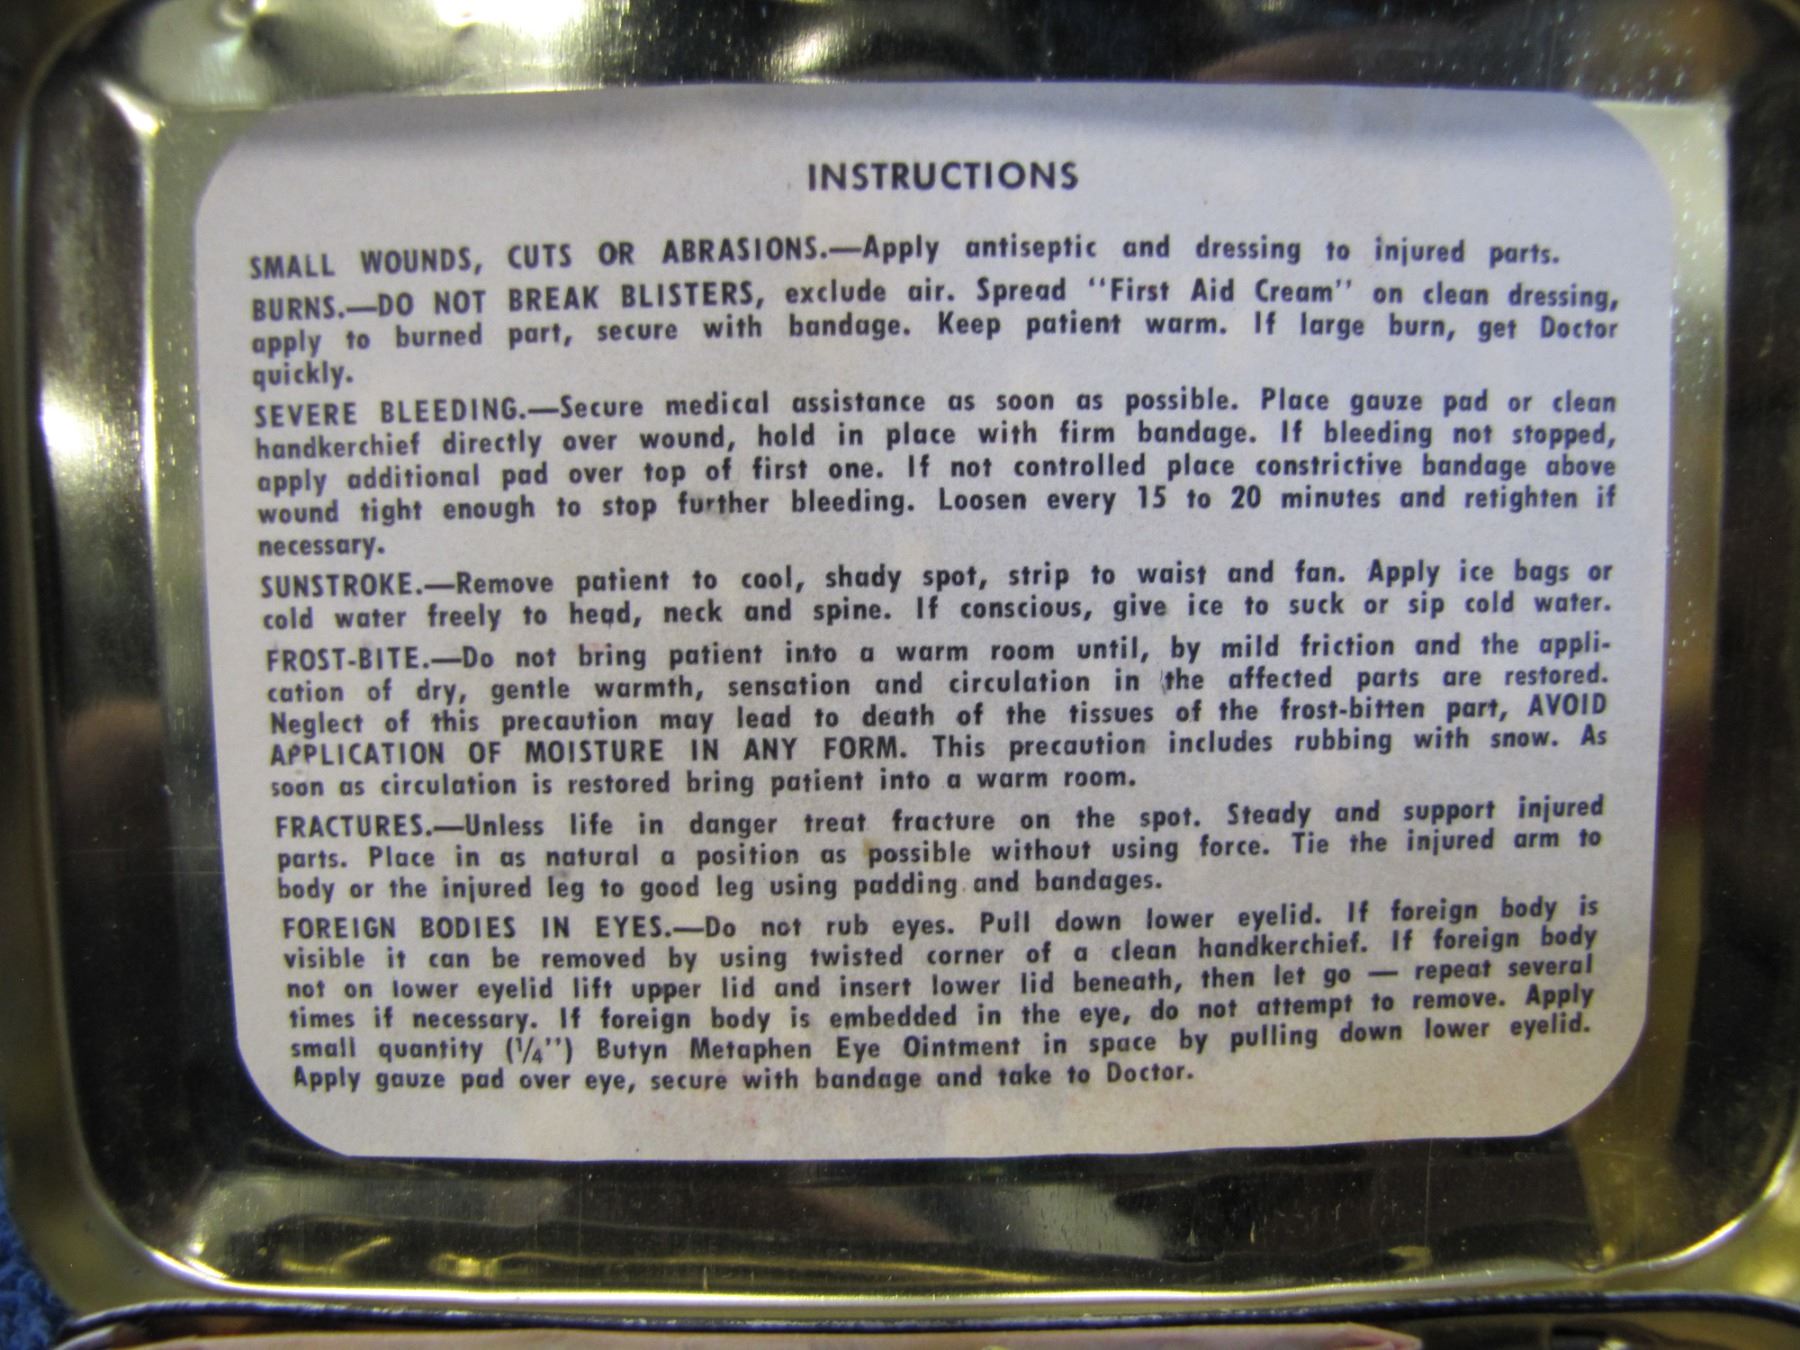 INSTRUCTIONS
SMALL WOUNDS, CUTS OR ABRASIONS.—Apply antiseptic and dressing to injured parts.
BURNS.—DO NOT BREAK BLISTERS, exclude air. Spread "First Aid Cream" on clean dressing,
apply to burned part, secure with bandage. Keep patient warm. If large burn, get Doctor
quickly.
SEVERE BLEEDING.—Secure medical assistance as soon as possible. Place gauze pad or clean
handkerchief directly over wound, hold in place with firm bandage. If bleeding not stopped,
apply additional pad over top of first one. If not controlled place constrictive bandage above
wound tight enough to stop further bleeding. Loosen every 15 to 20 minutes and retighten if
necessary.
SUNSTROKE.—Remove patient to cool, shady spot, strip to waist and fan. Apply ice bags or
cold water freely to head, neck and spine. If conscious, give ice to suck or sip cold water.
FROST-BITE.—Do not bring patient into a warm room until, by mild friction and the appli-
cation of dry, gentle warmth, sensation and circulation in the affected parts are restored.
Neglect of this precaution may lead to death of the tissues of the frost-bitten part, AVOID
APPLICATION OF MOISTURE IN ANY FORM. This precaution includes rubbing with snow. As
soon as circulation is restored bring patient into a warm room.
FRACTURES.—Unless life in danger treat fracture on the spot. Steady and support injured
parts. Place in as natural a position as possible without using force. Tie the injured arm to
body or the injured leg to good leg using padding and bandages.
FOREIGN BODIES IN EYES.—Do not rub eyes. Pull down lower eyelid. If foreign body is
visible it can be removed by using twisted corner of a clean handkerchief. If foreign body
not on lower eyelid lift upper lid and insert lower lid beneath, then let go — repeat several
times if necessary. If foreign body is embedded in the eye, do not attempt to remove. Apply
small quantity (¼'') Butyn Metaphen Eye Ointment in space by pulling down lower eyelid.
Apply gauze pad over eye, secure with bandage and take to Doctor.